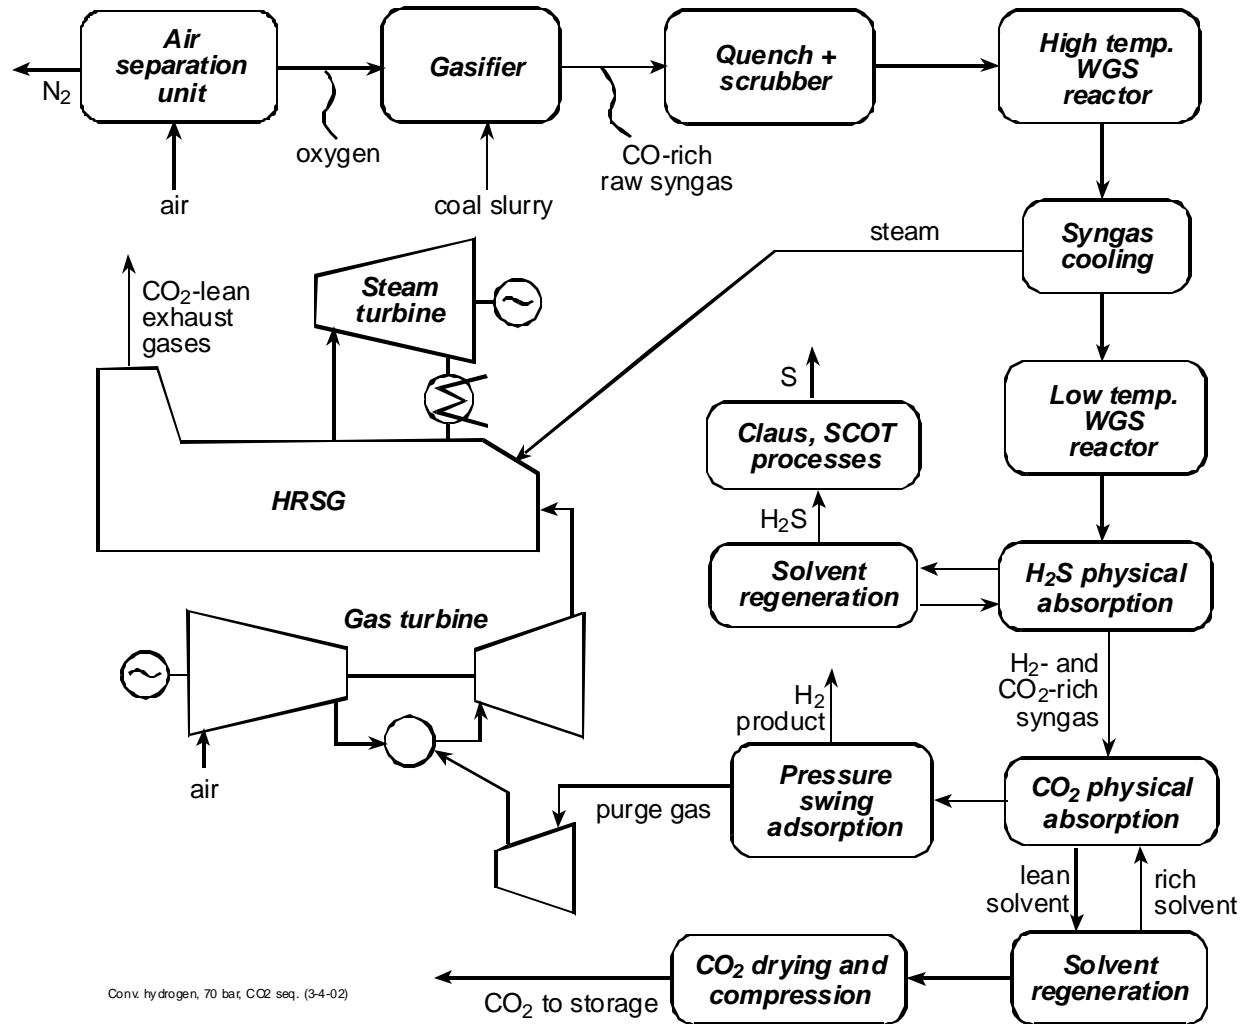 Air
separation
unit
Gasifier
Quench +
scrubber
High temp.
WGS
reactor
N2
oxygen
CO-rich
raw syngas
air
coal slurry
steam
Syngas
cooling
CO2-lean
exhaust
gases
Steam
turbine
S
Low temp.
WGS
reactor
Claus, SCOT
processes
HRSG
H2S
Solvent
regeneration
H2S physical
absorption
Gas turbine
H2- and
CO2-rich
syngas
H2
product
air
Pressure
swing
adsorption
CO2 physical
absorption
purge gas
lean
solvent
rich
solvent
CO2 drying and
compression
Solvent
regeneration
CO2 to storage
Conv. hydrogen, 70 bar, CO2 seq. (3-4-02)